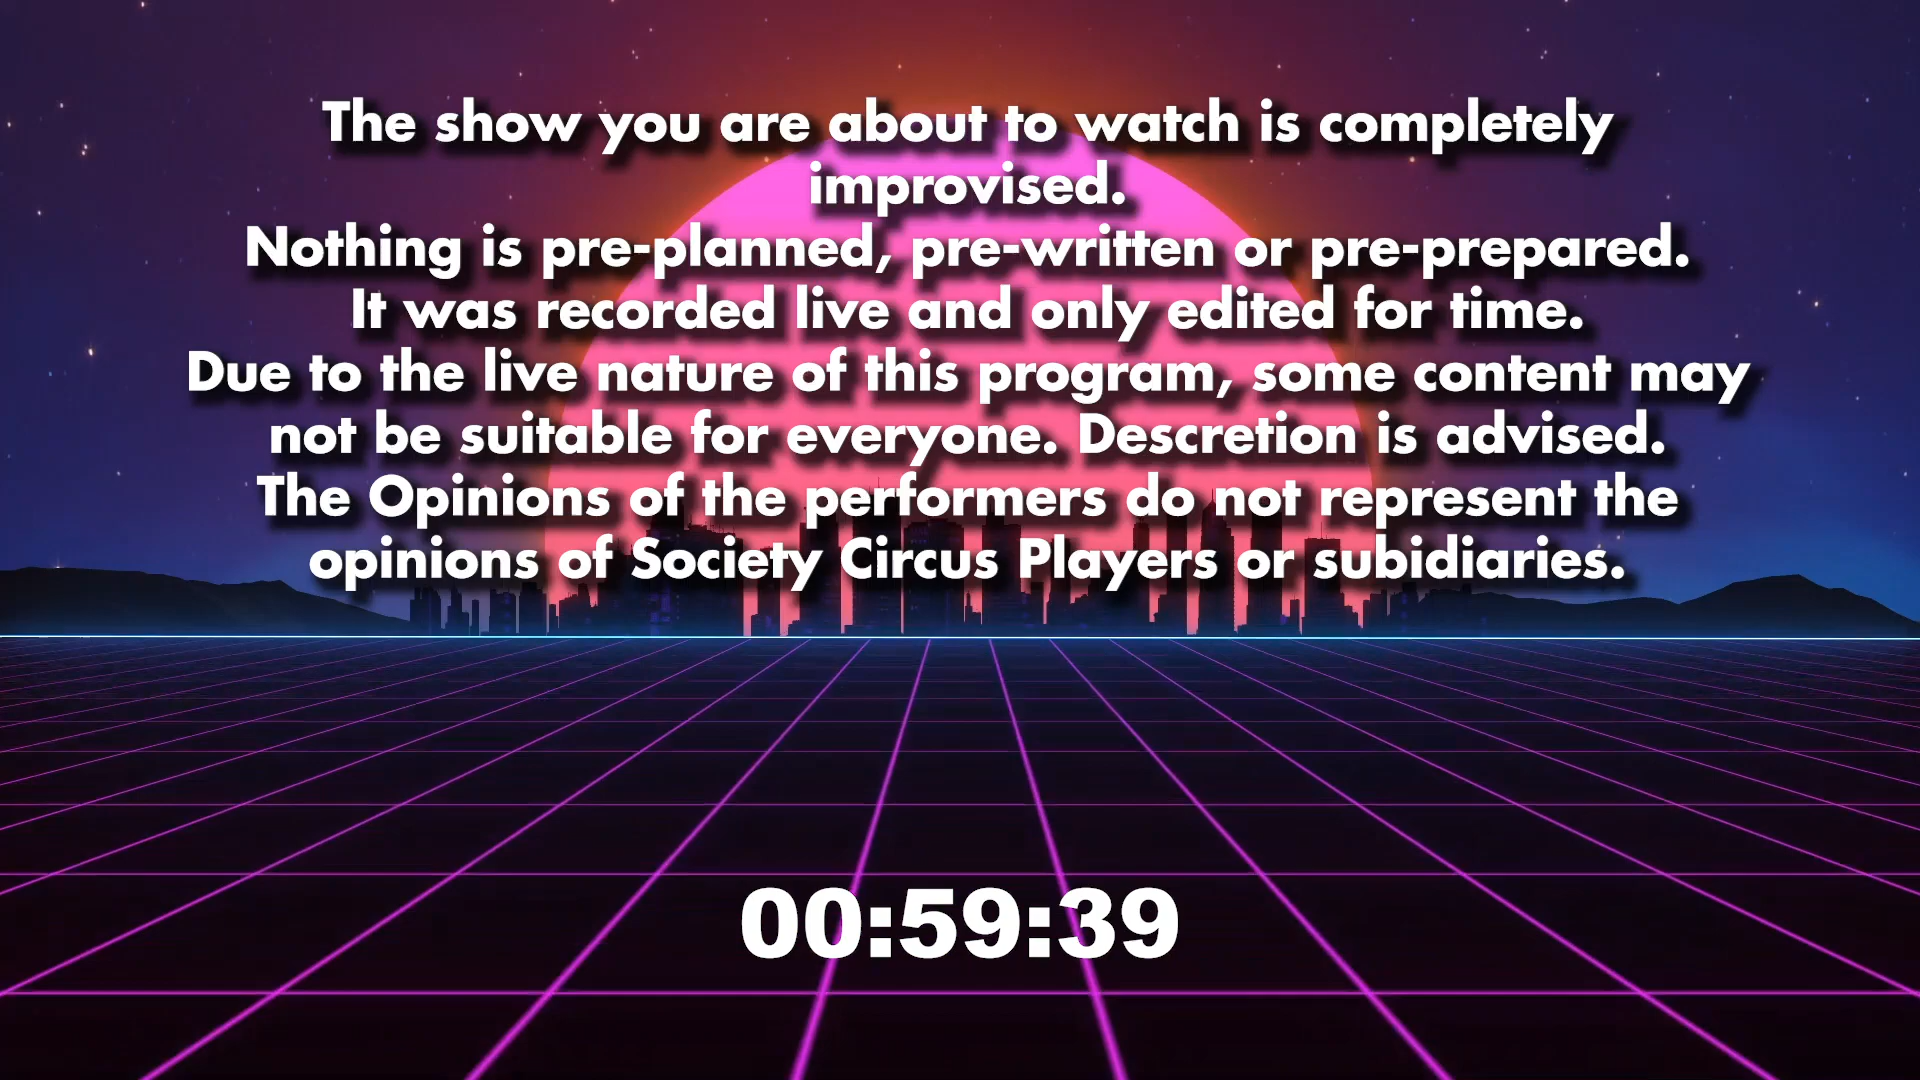 The show you are about to watch is completely
improvised.
Nothing is pre-planned, pre-written or pre-prepared.
It was recorded live and only edited for time.
Due to the live nature of this program, some content may
not be suitable for everyone. Descretion is advised.
The Opinions of the performers do not represent the
opinions of Society Circus Players or subidiaries.
00:59:39